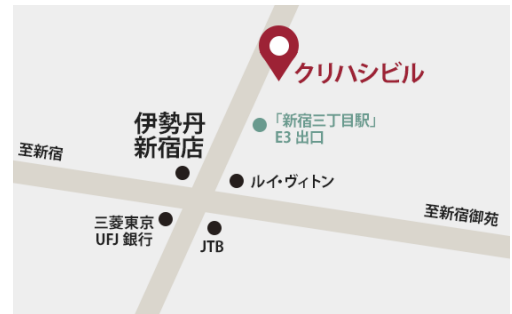 クリハシビル
「新宿三丁目駅」
E3 出口
伊勢丹
新宿店
至新宿
ルイ・ヴィトン
至新宿御苑
三菱東京
UFJ 銀行
JTB